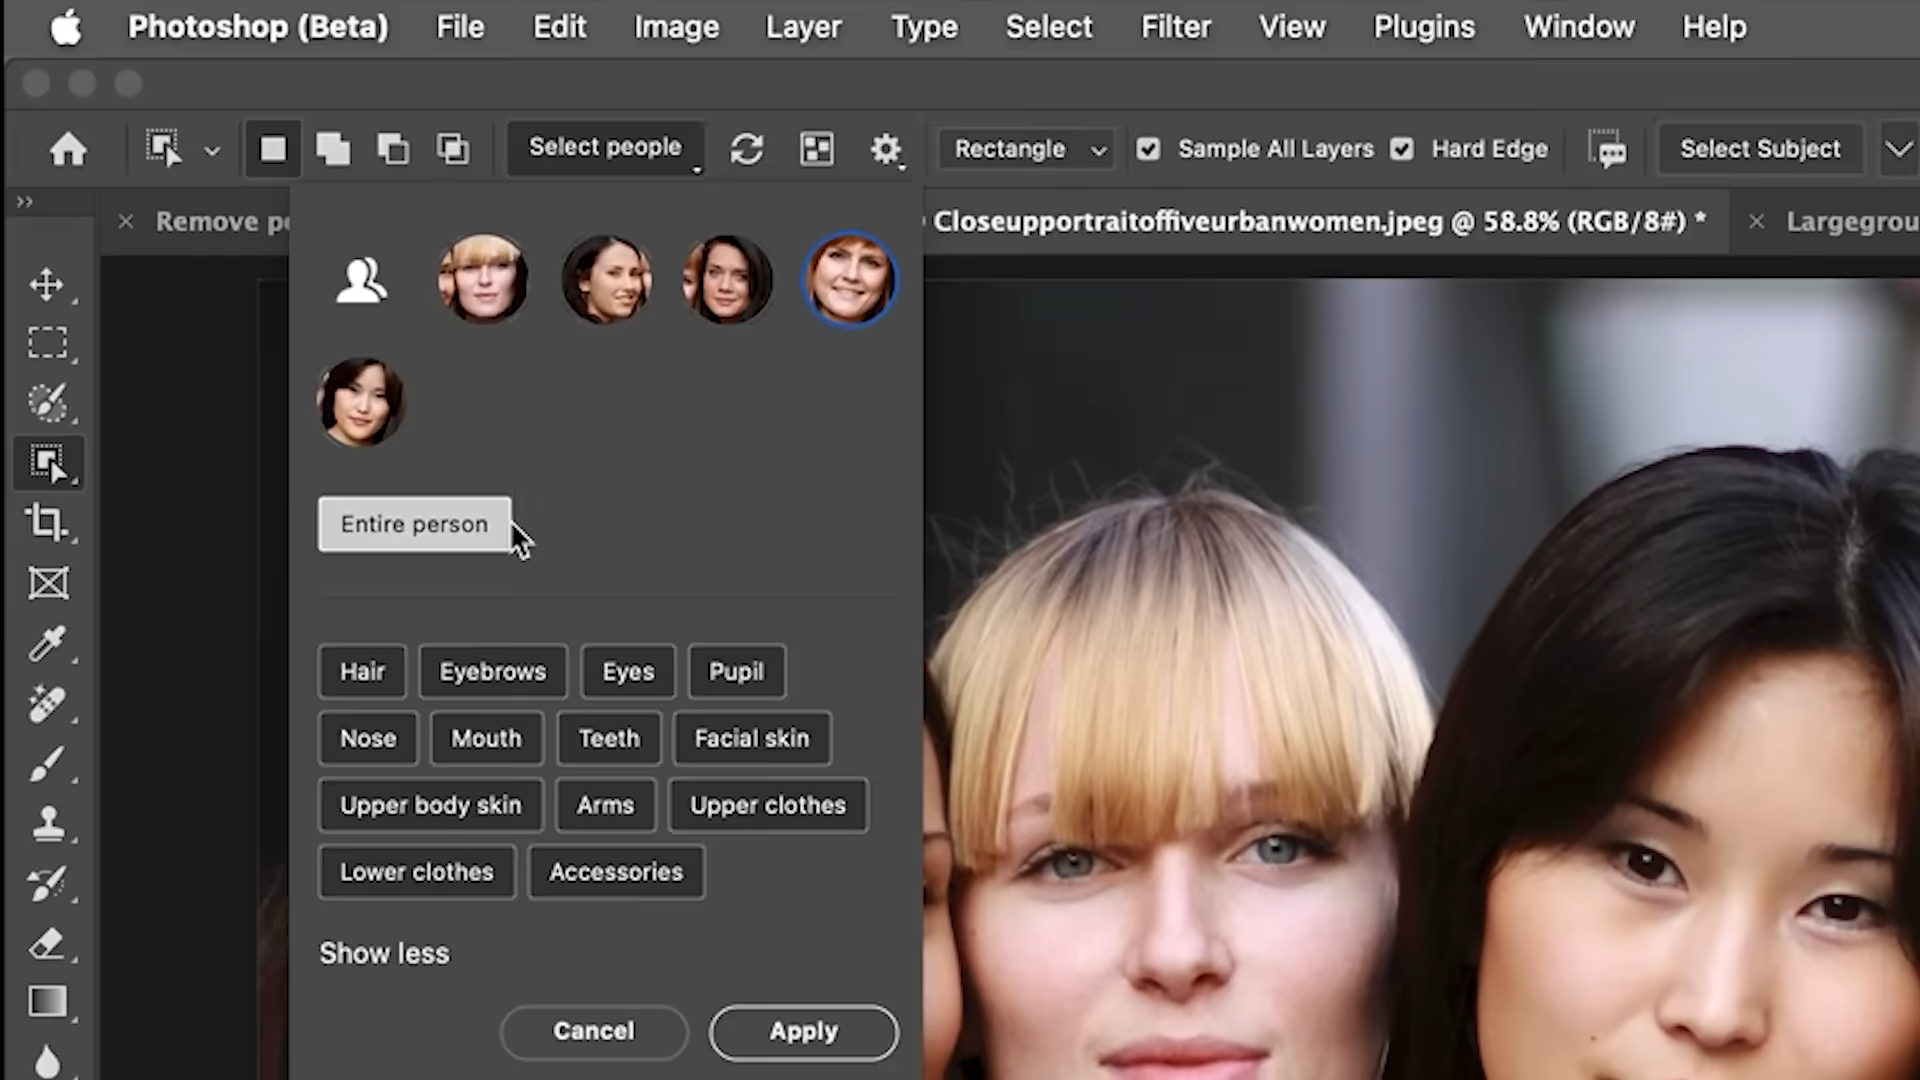 Photoshop (Beta) File Edit Image Layer Type Select Filter View Plugins Window Help
Select people Rectangle Sample All Layers Hard Edge Select Subject
Remove Closeupportraitoffiveurbanwomen.jpeg @ 58.8% (RGB/8#) *
Entire person
Hair Eyebrows Eyes Pupil
Nose Mouth Teeth Facial skin
Upper body skin Arms Upper clothes
Lower clothes Accessories
Show less
Cancel Apply